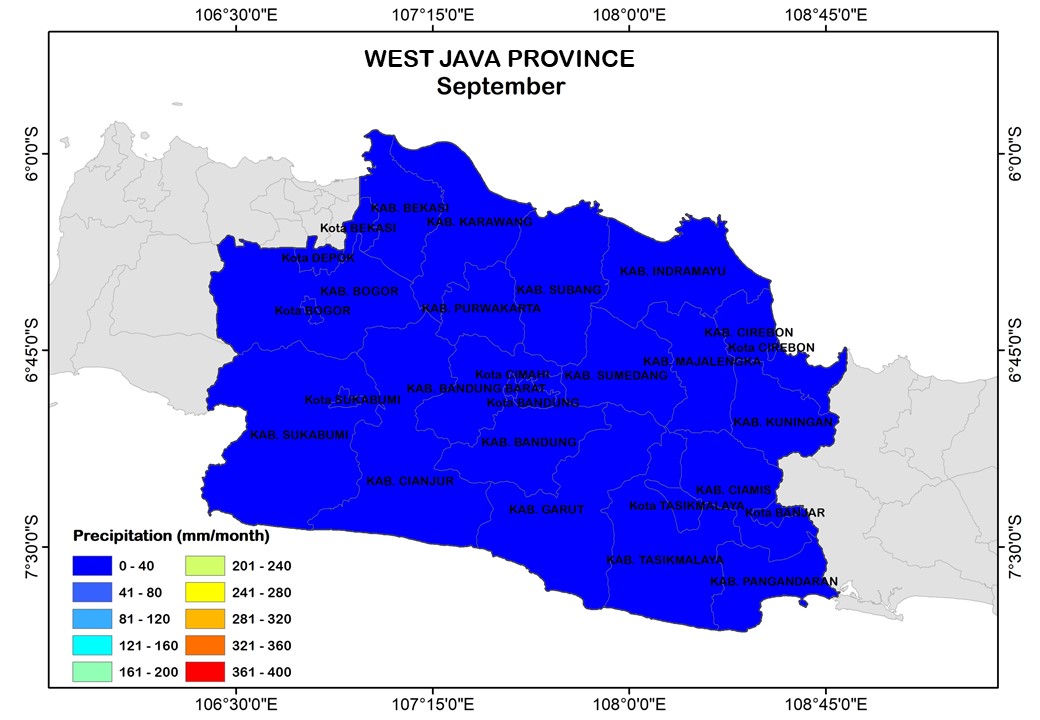 106°30'0"E 107°15'0"E 108°0'0"E 108°45'0"E
WEST JAVA PROVINCE
September
6°0'0"S 6°0'0"S
KAB. BEKASI
KAB. KARAWANG
Kota BEKASI
Kota DEPOK
KAB. INDRAMAYU
KAB. BOGOR
KAB. SUBANG
Kota BOGOR
KAB. PURWAKARTA
KAB. CIREBON
Kota CIREBON
6°45'0"S 6°45'0"S
KAB. MAJALENGKA
Kota CIMAHI
KAB. SUMEDANG
KAB. BANDUNG BARAT
Kota SUKABUMI
Kota BANDUNG
KAB. KUNINGAN
KAB. SUKABUMI
KAB. BANDUNG
KAB. CIANJUR
KAB. CIAMIS
KAB. GARUT
Kota TASIKMALAYA
Kota BANJAR
7°30'0"S 7°30'0"S
KAB. TASIKMALAYA
KAB. PANGANDARAN
Precipitation (mm/month)
0 - 40 201 - 240
41 - 80 241 - 280
81 - 120 281 - 320
121 - 160 321 - 360
161 - 200 361 - 400
106°30'0"E 107°15'0"E 108°0'0"E 108°45'0"E